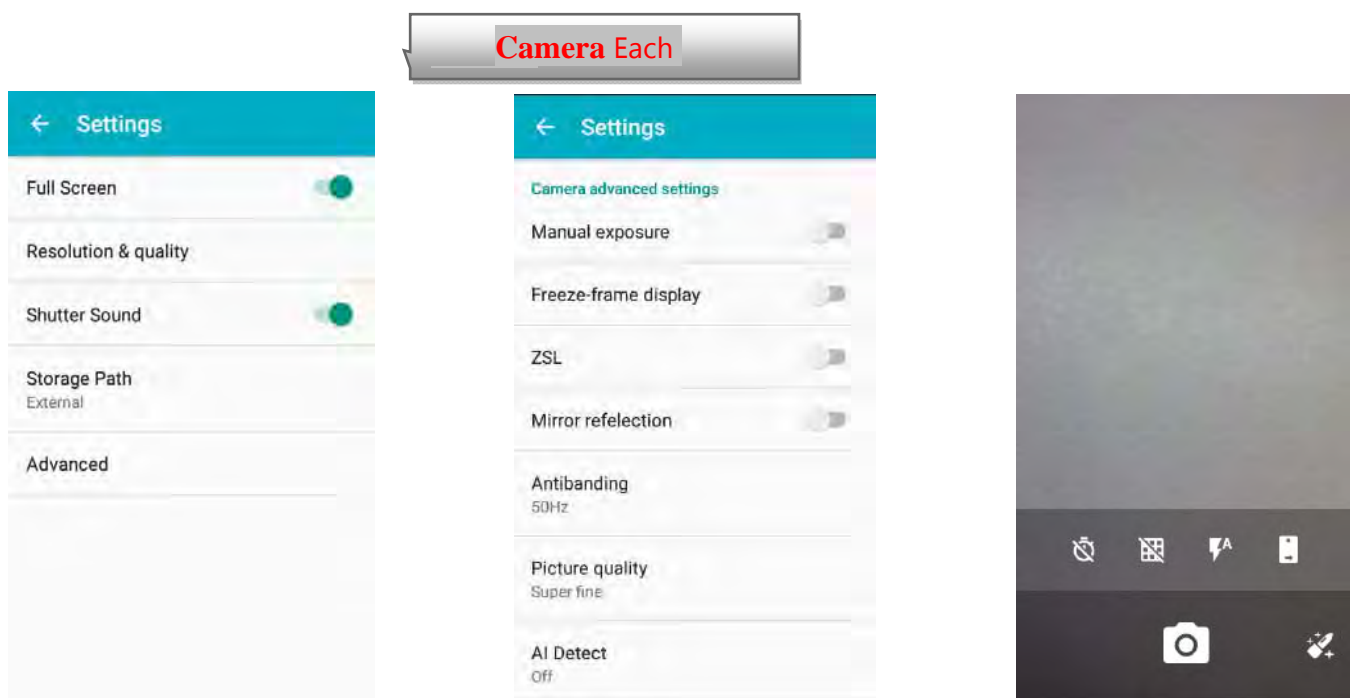 Camera Each
← Settings
Full Screen
Resolution & quality
Shutter Sound
Storage Path
External
Advanced
← Settings
Camera advanced settings
Manual exposure
Freeze-frame display
ZSL
Mirror refelection
Antibanding
50Hz
Picture quality
Super fine
AI Detect
Off
A